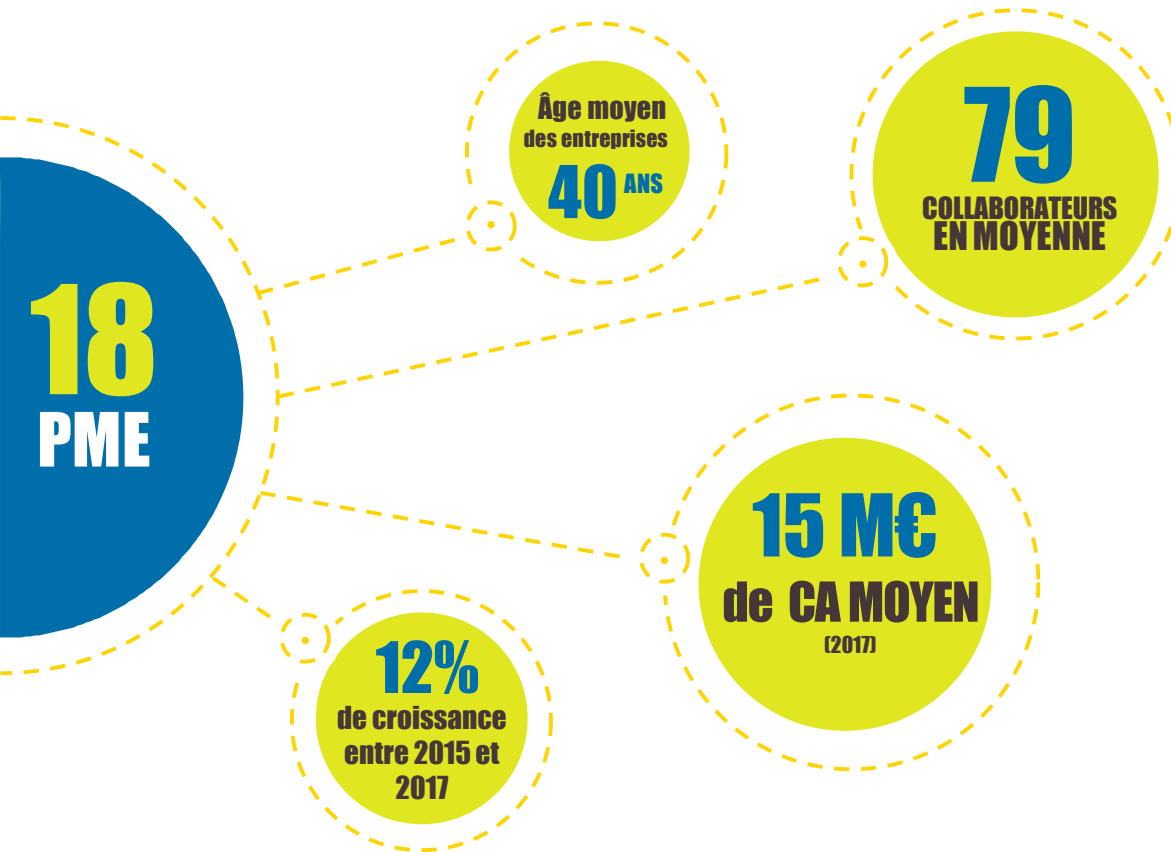 18
PME
Âge moyen
des entreprises
40 ANS
79
COLLABORATEURS
EN MOYENNE
15 M€
de CA MOYEN
(2017)
12%
de croissance
entre 2015 et
2017